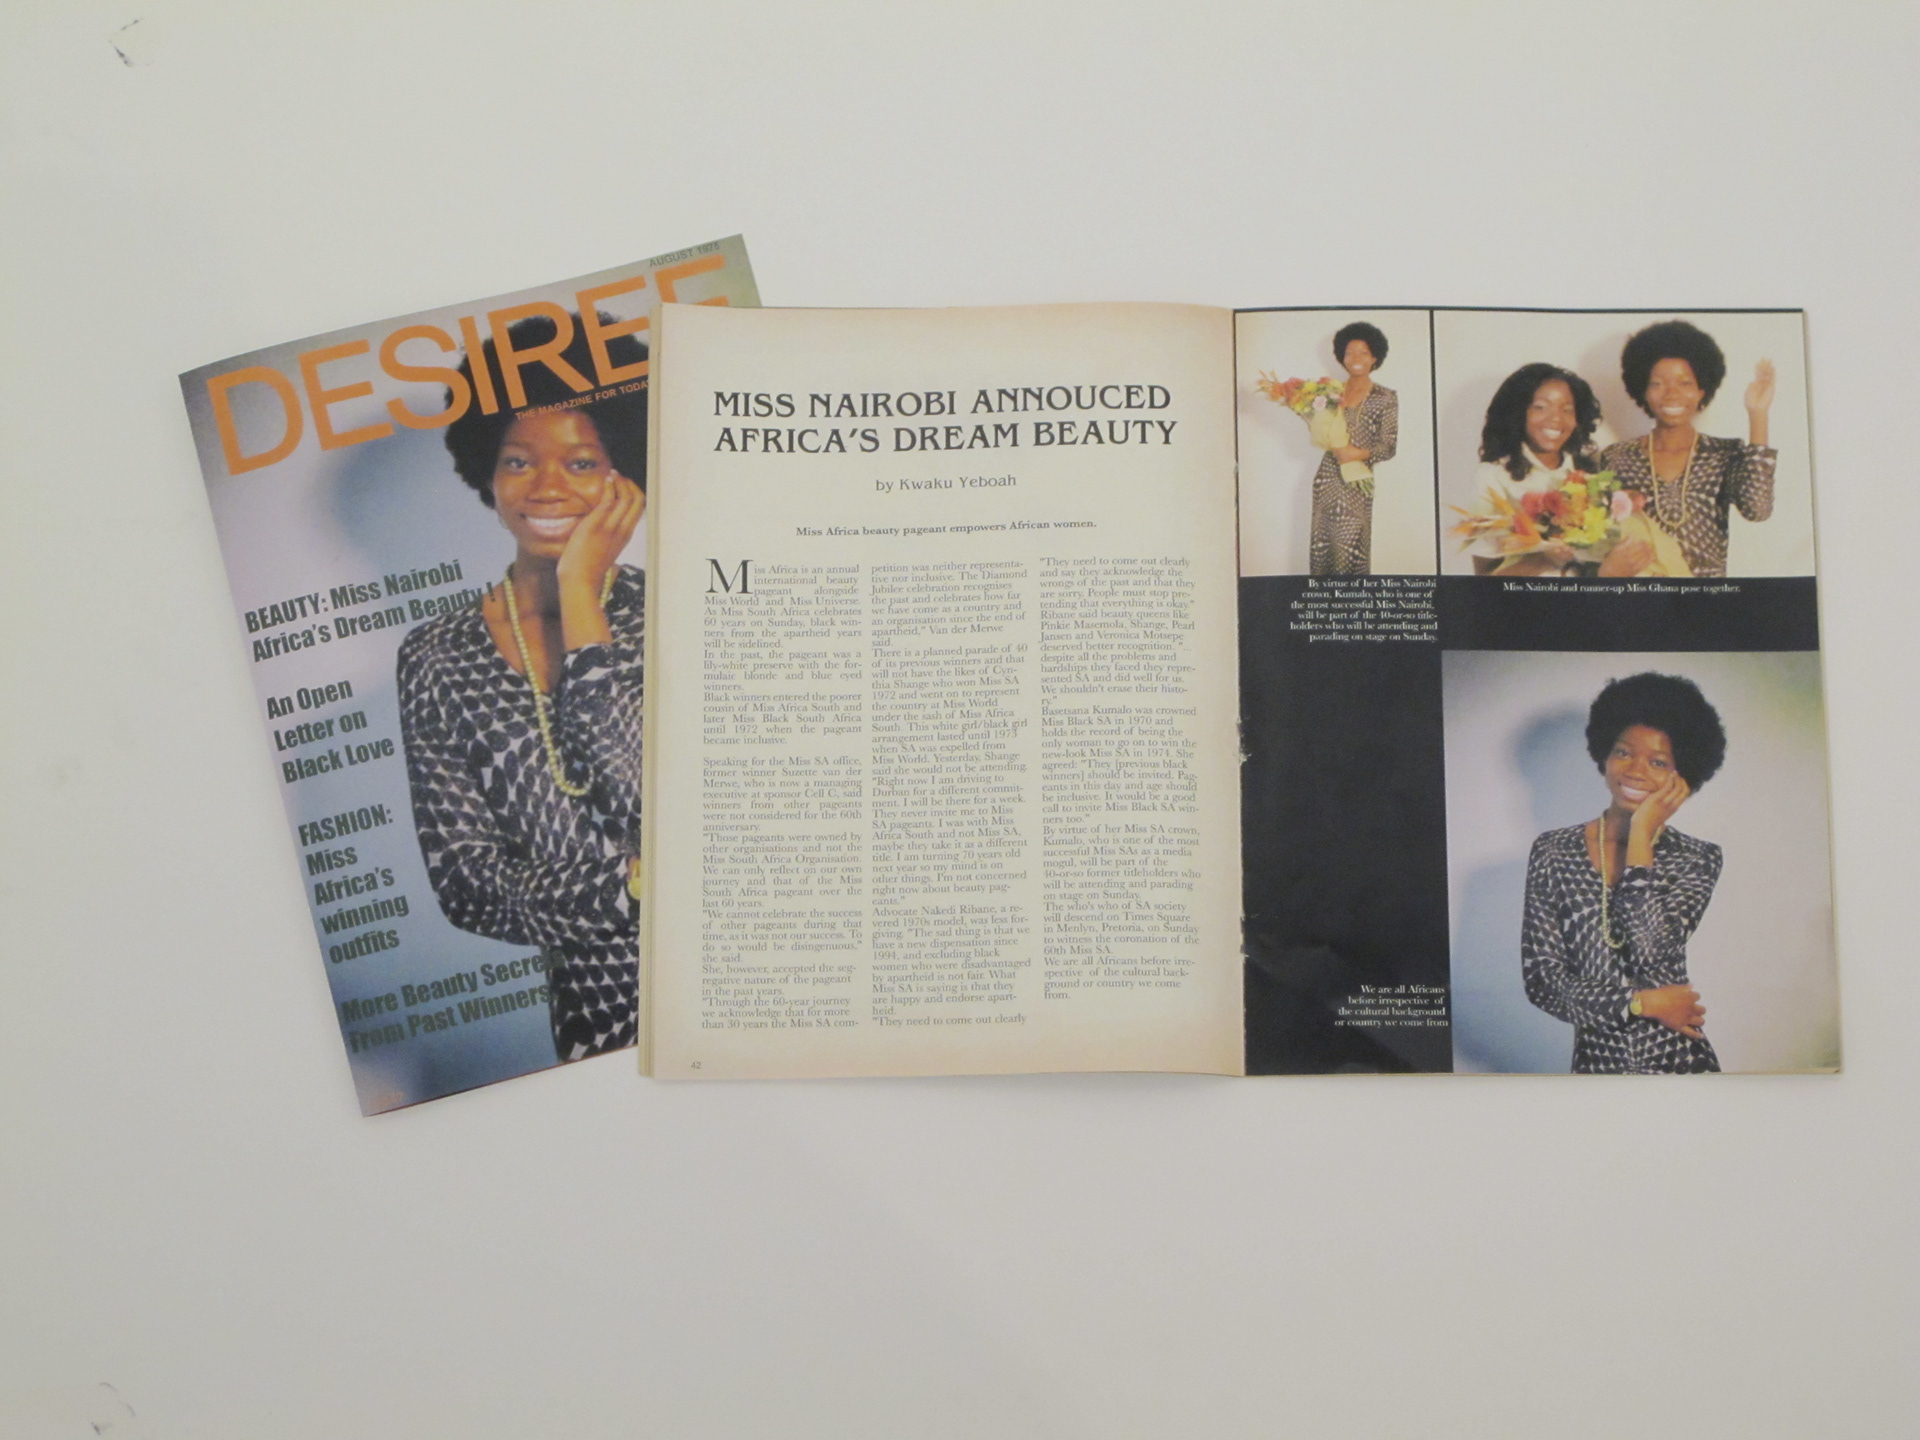 AUGUST 1975
DESIREE
THE MAGAZINE FOR TODA
BEAUTY: Miss Nairobi
Africa's Dream Beauty !
An Open
Letter on
Black Love
FASHION:
Miss
Africa's
winning
outfits
More Beauty Secrets
From Past Winners
MISS NAIROBI ANNOUCED
AFRICA'S DREAM BEAUTY
by Kwaku Yeboah
Miss Africa beauty pageant empowers African women.
Miss Africa is an annual
international beauty
pageant alongside
Miss World and Miss Universe.
As Miss South Africa celebrates
60 years on Sunday, black win-
ners from the apartheid years
will be sidelined.
In the past, the pageant was a
lily-white preserve with the for-
mulaic blonde and blue eyed
winners.
Black winners entered the poorer
cousin of Miss Africa South and
later Miss Black South Africa
until 1972 when the pageant
became inclusive.
Speaking for the Miss SA office,
former winner Suzette van der
Merwe, who is now a managing
executive at sponsor Cell C, said
winners from other pageants
were not considered for the 60th
anniversary.
"Those pageants were owned by
other organisations and not the
Miss South Africa Organisation.
We can only reflect on our own
journey and that of the Miss
South Africa pageant over the
last 60 years.
"We cannot celebrate the success
of other pageants during that
time, as it was not our success. To
do so would be disingenuous,"
she said.
She, however, accepted the seg-
regative nature of the pageant
in the past years.
"Through the 60-year journey
we acknowledge that for more
than 30 years the Miss SA com-
petition was neither representa-
tive nor inclusive. The Diamond
Jubilee celebration recognises
the past and celebrates how far
we have come as a country and
an organisation since the end of
apartheid," Van der Merwe
said.
There is a planned parade of 40
of its previous winners and that
will not have the likes of Cyn-
thia Shange who won Miss SA
1972 and went on to represent
the country at Miss World
under the sash of Miss Africa
South. This white girl/black girl
arrangement lasted until 1973
when SA was expelled from
Miss World. Yesterday, Shange
said she would not be attending.
"Right now I am driving to
Durban for a different commit-
ment. I will be there for a week.
They never invite me to Miss
SA pageants. I was with Miss
Africa South and not Miss SA,
maybe they take it as a different
title. I am turning 70 years old
next year so my mind is on
other things. I'm not concerned
right now about beauty pag-
eants."
Advocate Nakedi Ribane, a re-
vered 1970s model, was less for-
giving. "The sad thing is that we
have a new dispensation since
1994, and excluding black
women who were disadvantaged
by apartheid is not fair. What
Miss SA is saying is that they
are happy and endorse apart-
heid.
"They need to come out clearly
"They need to come out clearly
and say they acknowledge the
wrongs of the past and that they
are sorry. People must stop pre-
tending that everything is okay."
Ribane said beauty queens like
Pinkie Masemola, Shange, Pearl
Jansen and Veronica Motsepe
deserved better recognition. "...
despite all the problems and
hardships they faced they repre-
sented SA and did well for us.
We shouldn't erase their histo-
ry."
Basetsana Kumalo was crowned
Miss Black SA in 1970 and
holds the record of being the
only woman to go on to win the
new-look Miss SA in 1974. She
agreed: "They [previous black
winners] should be invited. Pag-
eants in this day and age should
be inclusive. It would be a good
call to invite Miss Black SA win-
ners too."
By virtue of her Miss SA crown,
Kumalo, who is one of the most
successful Miss SAs as a media
mogul, will be part of the
40-or-so former titleholders who
will be attending and parading
on stage on Sunday.
The who's who of SA society
will descend on Times Square
in Menlyn, Pretoria, on Sunday
to witness the coronation of the
60th Miss SA.
We are all Africans before irre-
spective of the cultural back-
ground or country we come
from.
42
By virtue of her Miss Nairobi
crown, Kumalo, who is one of
the most successful Miss Nairobi,
will be part of the 40-or-so title-
holders who will be attending and
parading on stage on Sunday.
Miss Nairobi and runner-up Miss Ghana pose together.
We are all Africans
before irrespective of
the cultural background
or country we come from